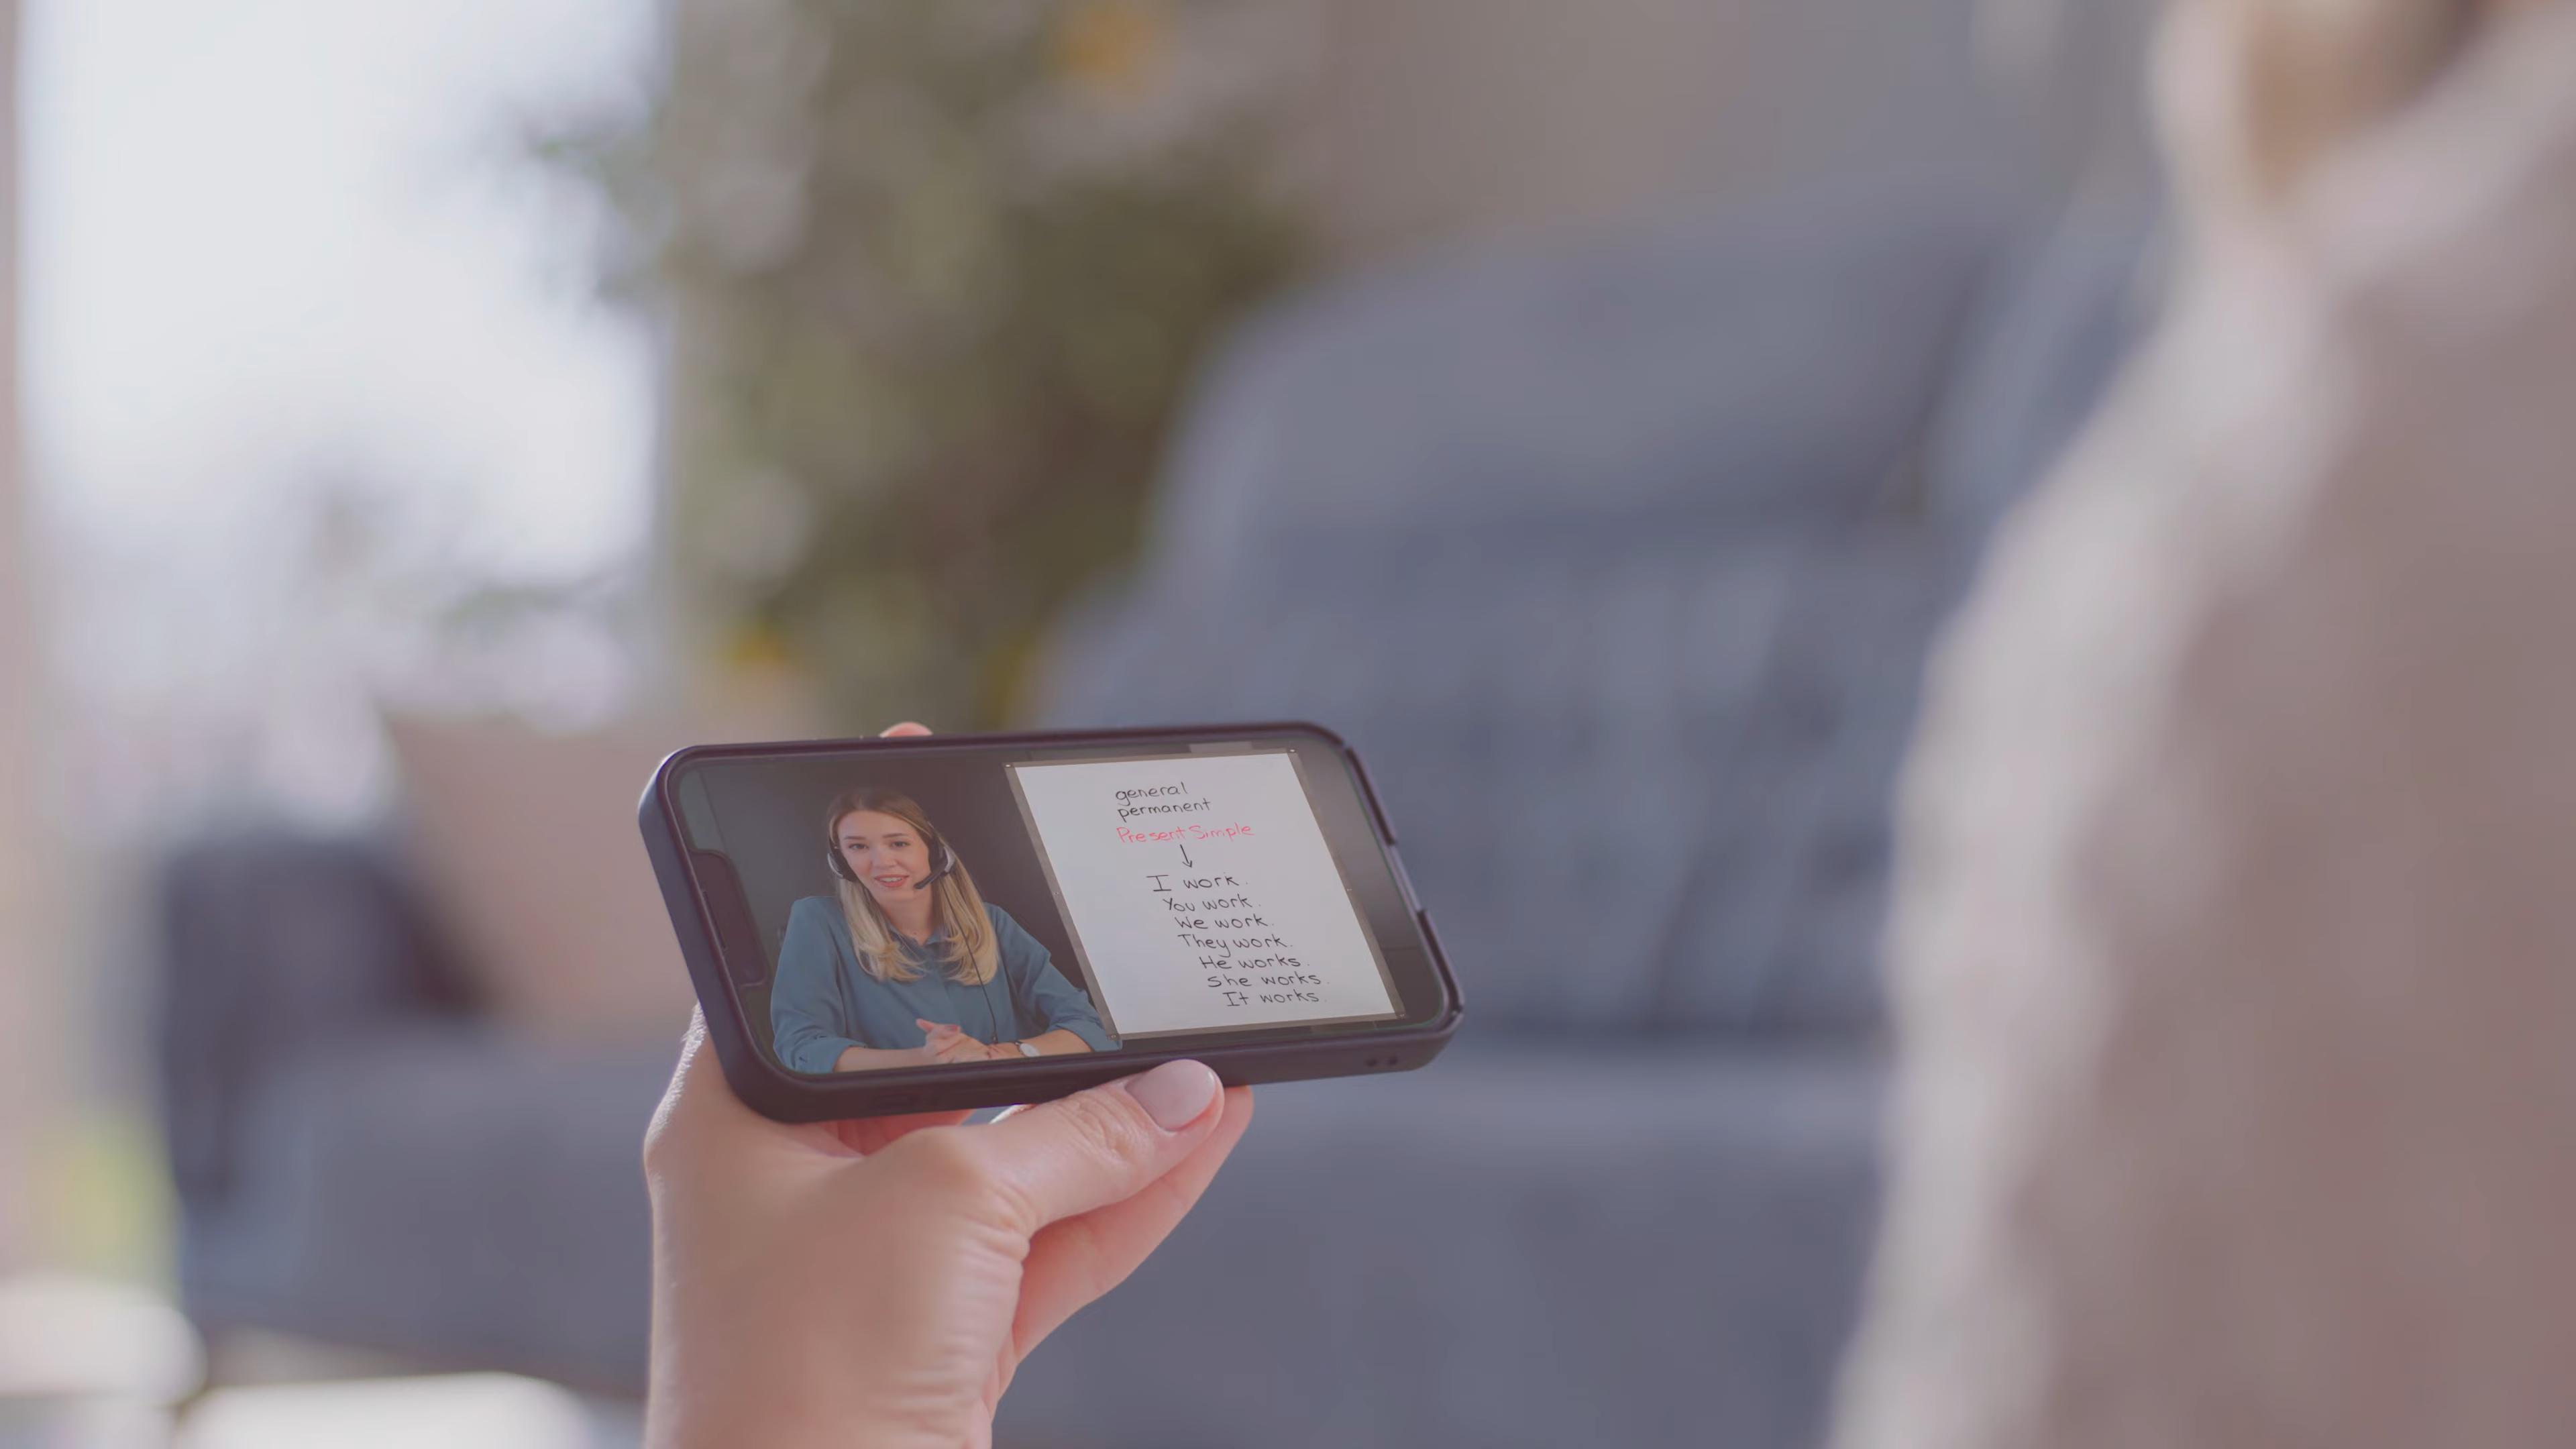 general
permanent
Present Simple
I work.
You work.
We work.
They work.
He works.
She works.
It works.